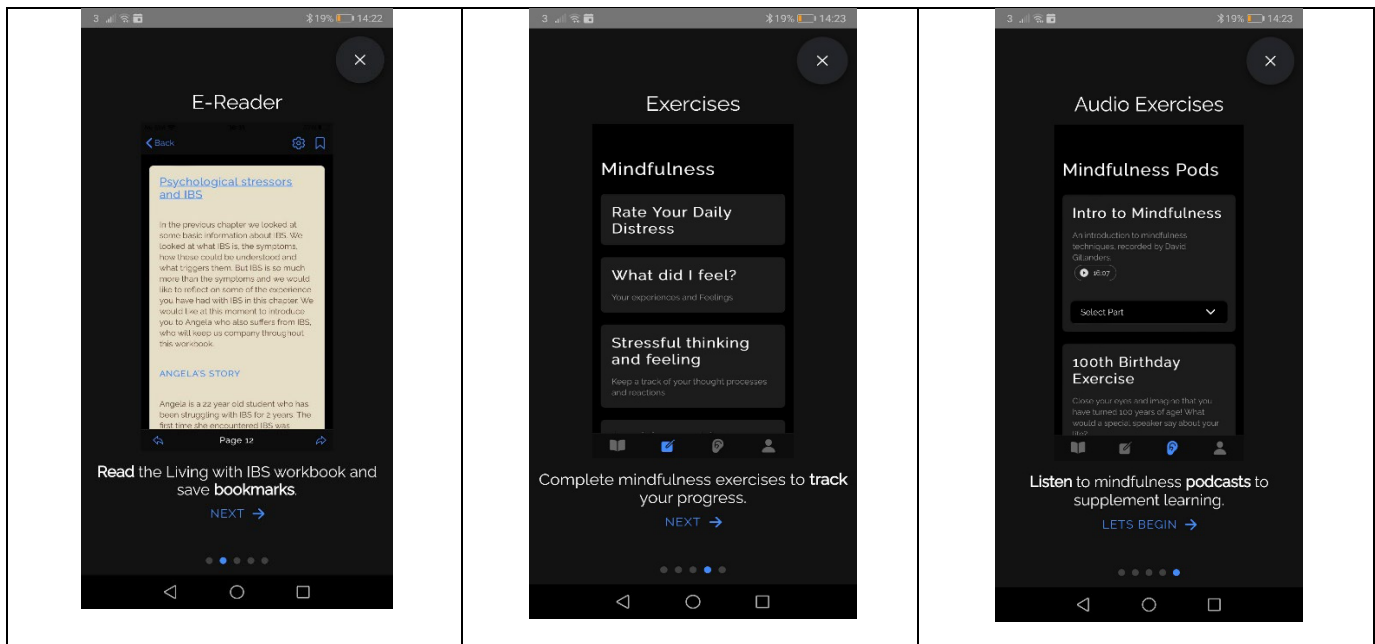 3
19% 14:22
E-Reader
Back
Psychological stressors
and IBS
In the previous chapter we looked at
some basic information about IBS. We
looked at what IBS is, the symptoms,
how those could be understood and
what triggers them. But IBS is so much
more than the symptoms and we would
like to reflect on some of the experience
you have had with IBS in this chapter. We
would like at this moment to introduce
you to Angela who also suffers from IBS,
who will keep us company throughout
this workbook.
ANGELA'S STORY
Angela is a 22 year old student who has
been struggling with IBS for 2 years. The
first time she encountered IBS was
Page 12
Read the Living with IBS workbook and
save bookmarks.
NEXT →
3
19% 14:23
Exercises
Mindfulness
Rate Your Daily
Distress
What did I feel?
Your experiences and Feelings
Stressful thinking
and feeling
Keep a track of your thought processes
and reactions
Complete mindfulness exercises to track
your progress.
NEXT →
3
19% 14:23
Audio Exercises
Mindfulness Pods
Intro to Mindfulness
An introduction to mindfulness
techniques, recorded by David
Gillanders.
16:07
Select Part
100th Birthday
Exercise
Close your eyes and imagine that you
have turned 100 years of age! What
would a special speaker say about your
life?
Listen to mindfulness podcasts to
supplement learning.
LETS BEGIN →